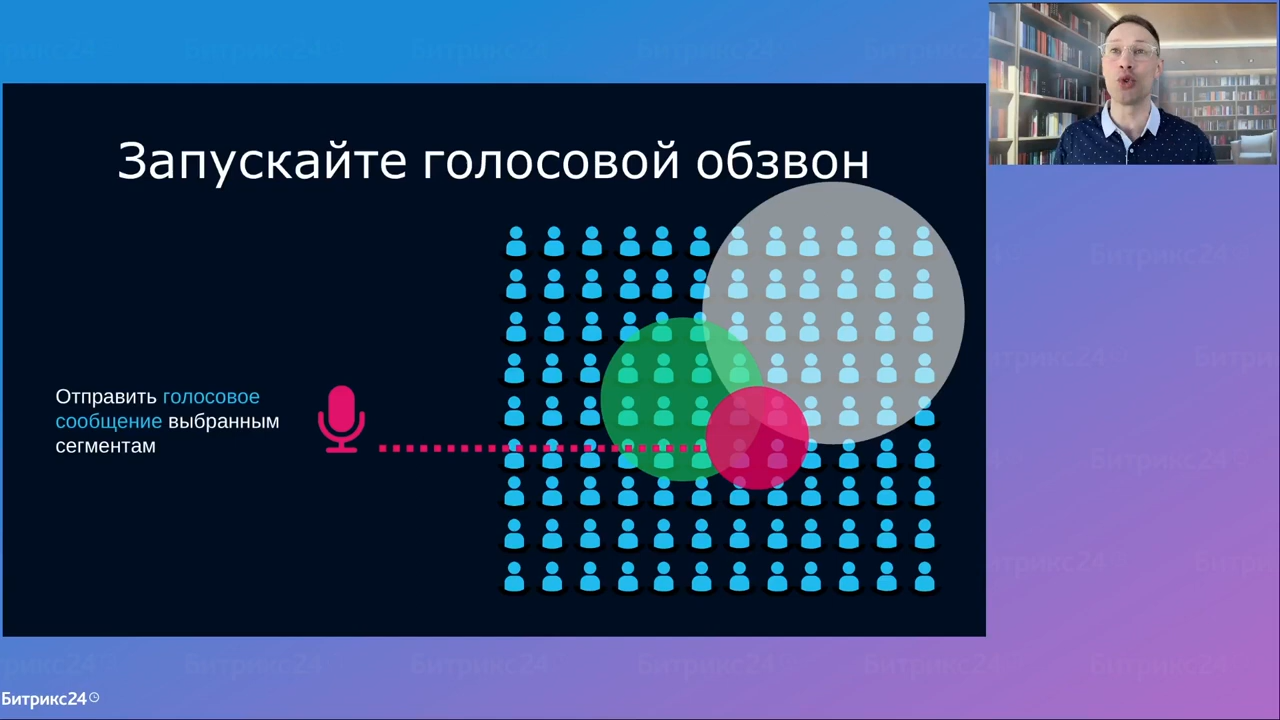 Запускайте голосовой обзвон
Отправить голосовое
сообщение выбранным
сегментам
Битрикс24